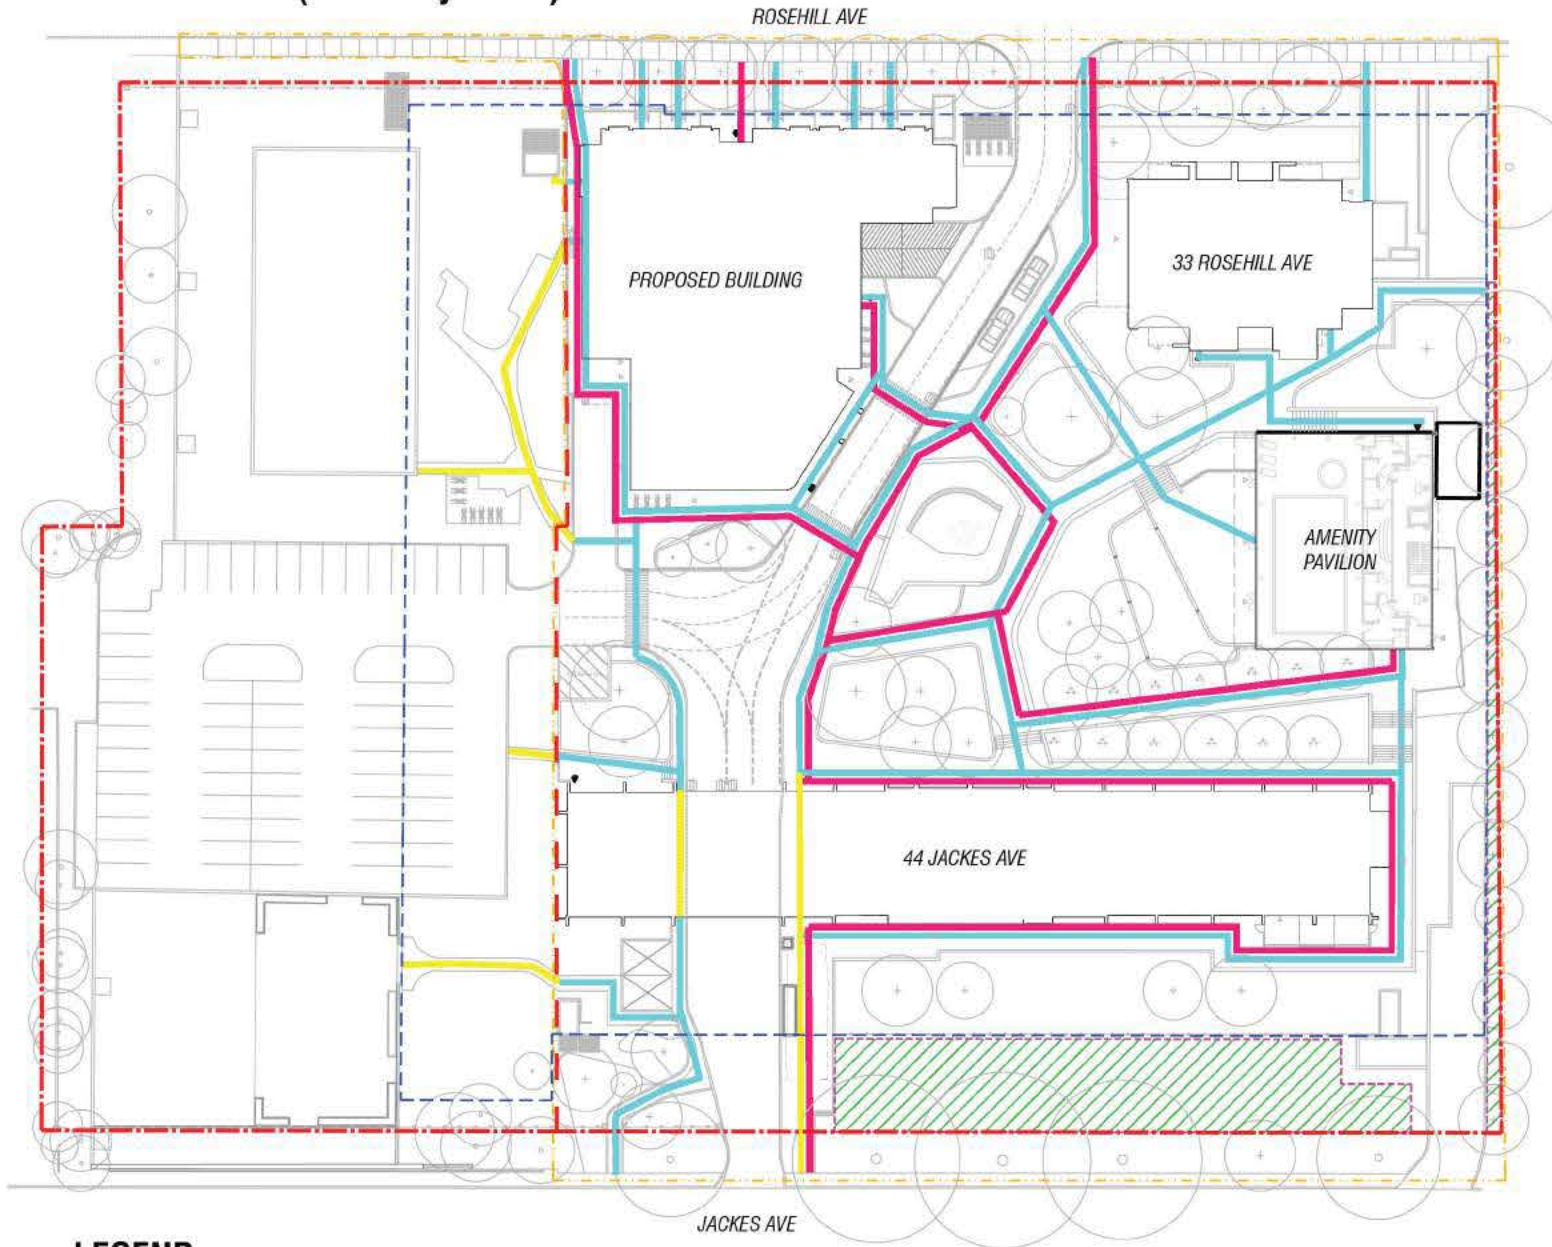 ROSEHILL AVE
33 ROSEHILL AVE
PROPOSED BUILDING
AMENITY
PAVILION
44 JACKES AVE
JACKES AVE
LEGEND